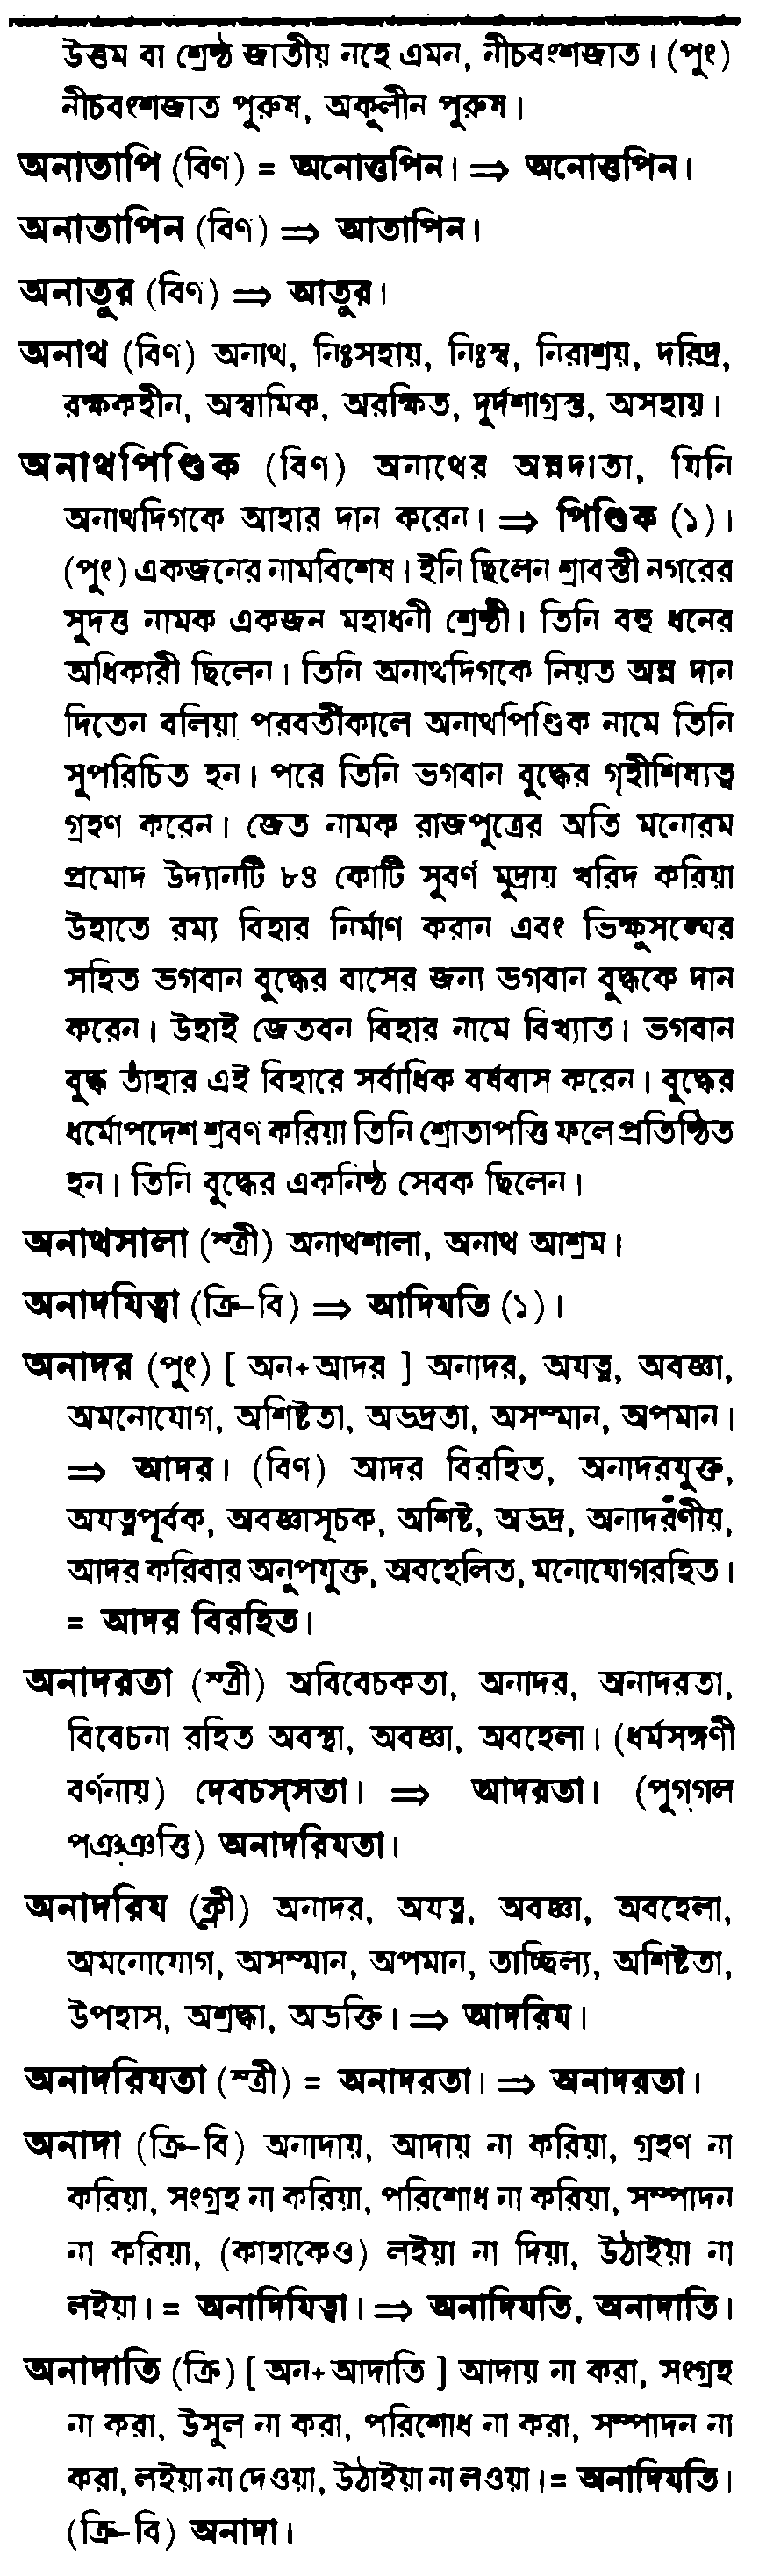 উত্তম বা শ্রেষ্ঠ জাতীয় নহে এমন, নীচবংশজাত। (পুং)
নীচবংশজাত পুরুষ, অকুলীন পুরুষ।
অনাতাপি (বিণ) = অনোত্তপিন। ⇒ অনোত্তপিন।
অনাতাপিন (বিণ) ⇒ আতাপিন।
অনাতুর (বিণ) ⇒ আতুর।
অনাথ (বিণ) অনাথ, নিঃসহায়, নিঃস্ব, নিরাশ্রয়, দরিদ্র,
রক্ষকহীন, অস্বামিক, অরক্ষিত, দুর্দশাগ্রস্ত, অসহায়।
অনাথপিণ্ডিক (বিণ) অনাথের অন্নদাতা, যিনি
অনাথদিগকে আহার দান করেন। ⇒ পিণ্ডিক (১)।
(পুং) একজনের নামবিশেষ। ইনি ছিলেন শ্রাবস্তী নগরের
সুদত্ত নামক একজন মহাধনী শ্রেষ্ঠী। তিনি বহু ধনের
অধিকারী ছিলেন। তিনি অনাথদিগকে নিয়ত অন্ন দান
দিতেন বলিয়া পরবর্তীকালে অনাথপিণ্ডিক নামে তিনি
সুপরিচিত হন। পরে তিনি ভগবান বুদ্ধের গৃহীশিষ্যত্ব
গ্রহণ করেন। জেত নামক রাজপুত্রের অতি মনোরম
প্রমোদ উদ্যানটি ৮৪ কোটি সুবর্ণ মুদ্রায় খরিদ করিয়া
উহাতে রম্য বিহার নির্মাণ করান এবং ভিক্ষুসঙ্ঘের
সহিত ভগবান বুদ্ধের বাসের জন্য ভগবান বুদ্ধকে দান
করেন। উহাই জেতবন বিহার নামে বিখ্যাত। ভগবান
বুদ্ধ তাঁহার এই বিহারে সর্বাধিক বর্ষবাস করেন। বুদ্ধের
ধর্মোপদেশ শ্রবণ করিয়া তিনি শ্রোতাপত্তি ফলে প্রতিষ্ঠিত
হন। তিনি বুদ্ধের একনিষ্ঠ সেবক ছিলেন।
অনাথসালা (স্ত্রী) অনাথশালা, অনাথ আশ্রম।
অনাদযিত্বা (ক্রি-বি) ⇒ আদিযতি (১)।
অনাদর (পুং) [ অন+আদর ] অনাদর, অযত্ন, অবজ্ঞা,
অমনোযোগ, অশিষ্টতা, অভদ্রতা, অসম্মান, অপমান।
⇒ আদর। (বিণ) আদর বিরহিত, অনাদরযুক্ত,
অযত্নপূর্বক, অবজ্ঞাসূচক, অশিষ্ট, অভদ্র, অনাদরণীয়,
আদর করিবার অনুপযুক্ত, অবহেলিত, মনোযোগরহিত।
= আদর বিরহিত।
অনাদরতা (স্ত্রী) অবিবেচকতা, অনাদর, অনাদরতা,
বিবেচনা রহিত অবস্থা, অবজ্ঞা, অবহেলা। (ধর্মসঙ্গণী
বর্ণনায়) দেবচস্সতা। ⇒ আদরতা। (পুগ্গল
পঞ্ঞত্তি) অনাদরিযতা।
অনাদরিয (ক্লী) অনাদর, অযত্ন, অবজ্ঞা, অবহেলা,
অমনোযোগ, অসম্মান, অপমান, তাচ্ছিল্য, অশিষ্টতা,
উপহাস, অশ্রদ্ধা, অভক্তি। ⇒ আদরিয।
অনাদরিযতা (স্ত্রী) = অনাদরতা। ⇒ অনাদরতা।
অনাদা (ক্রি-বি) অনাদায়, আদায় না করিয়া, গ্রহণ না
করিয়া, সংগ্রহ না করিয়া, পরিশোধ না করিয়া, সম্পাদন
না করিয়া, (কাহাকেও) লইয়া না দিয়া, উঠাইয়া না
লইয়া। = অনাদিযিত্বা। ⇒ অনাদিযতি, অনাদাতি।
অনাদাতি (ক্রি) [ অন+আদাতি ] আদায় না করা, সংগ্রহ
না করা, উসুল না করা, পরিশোধ না করা, সম্পাদন না
করা, লইয়া না দেওয়া, উঠাইয়া না লওয়া। = অনাদিযতি।
(ক্রি-বি) অনাদা।